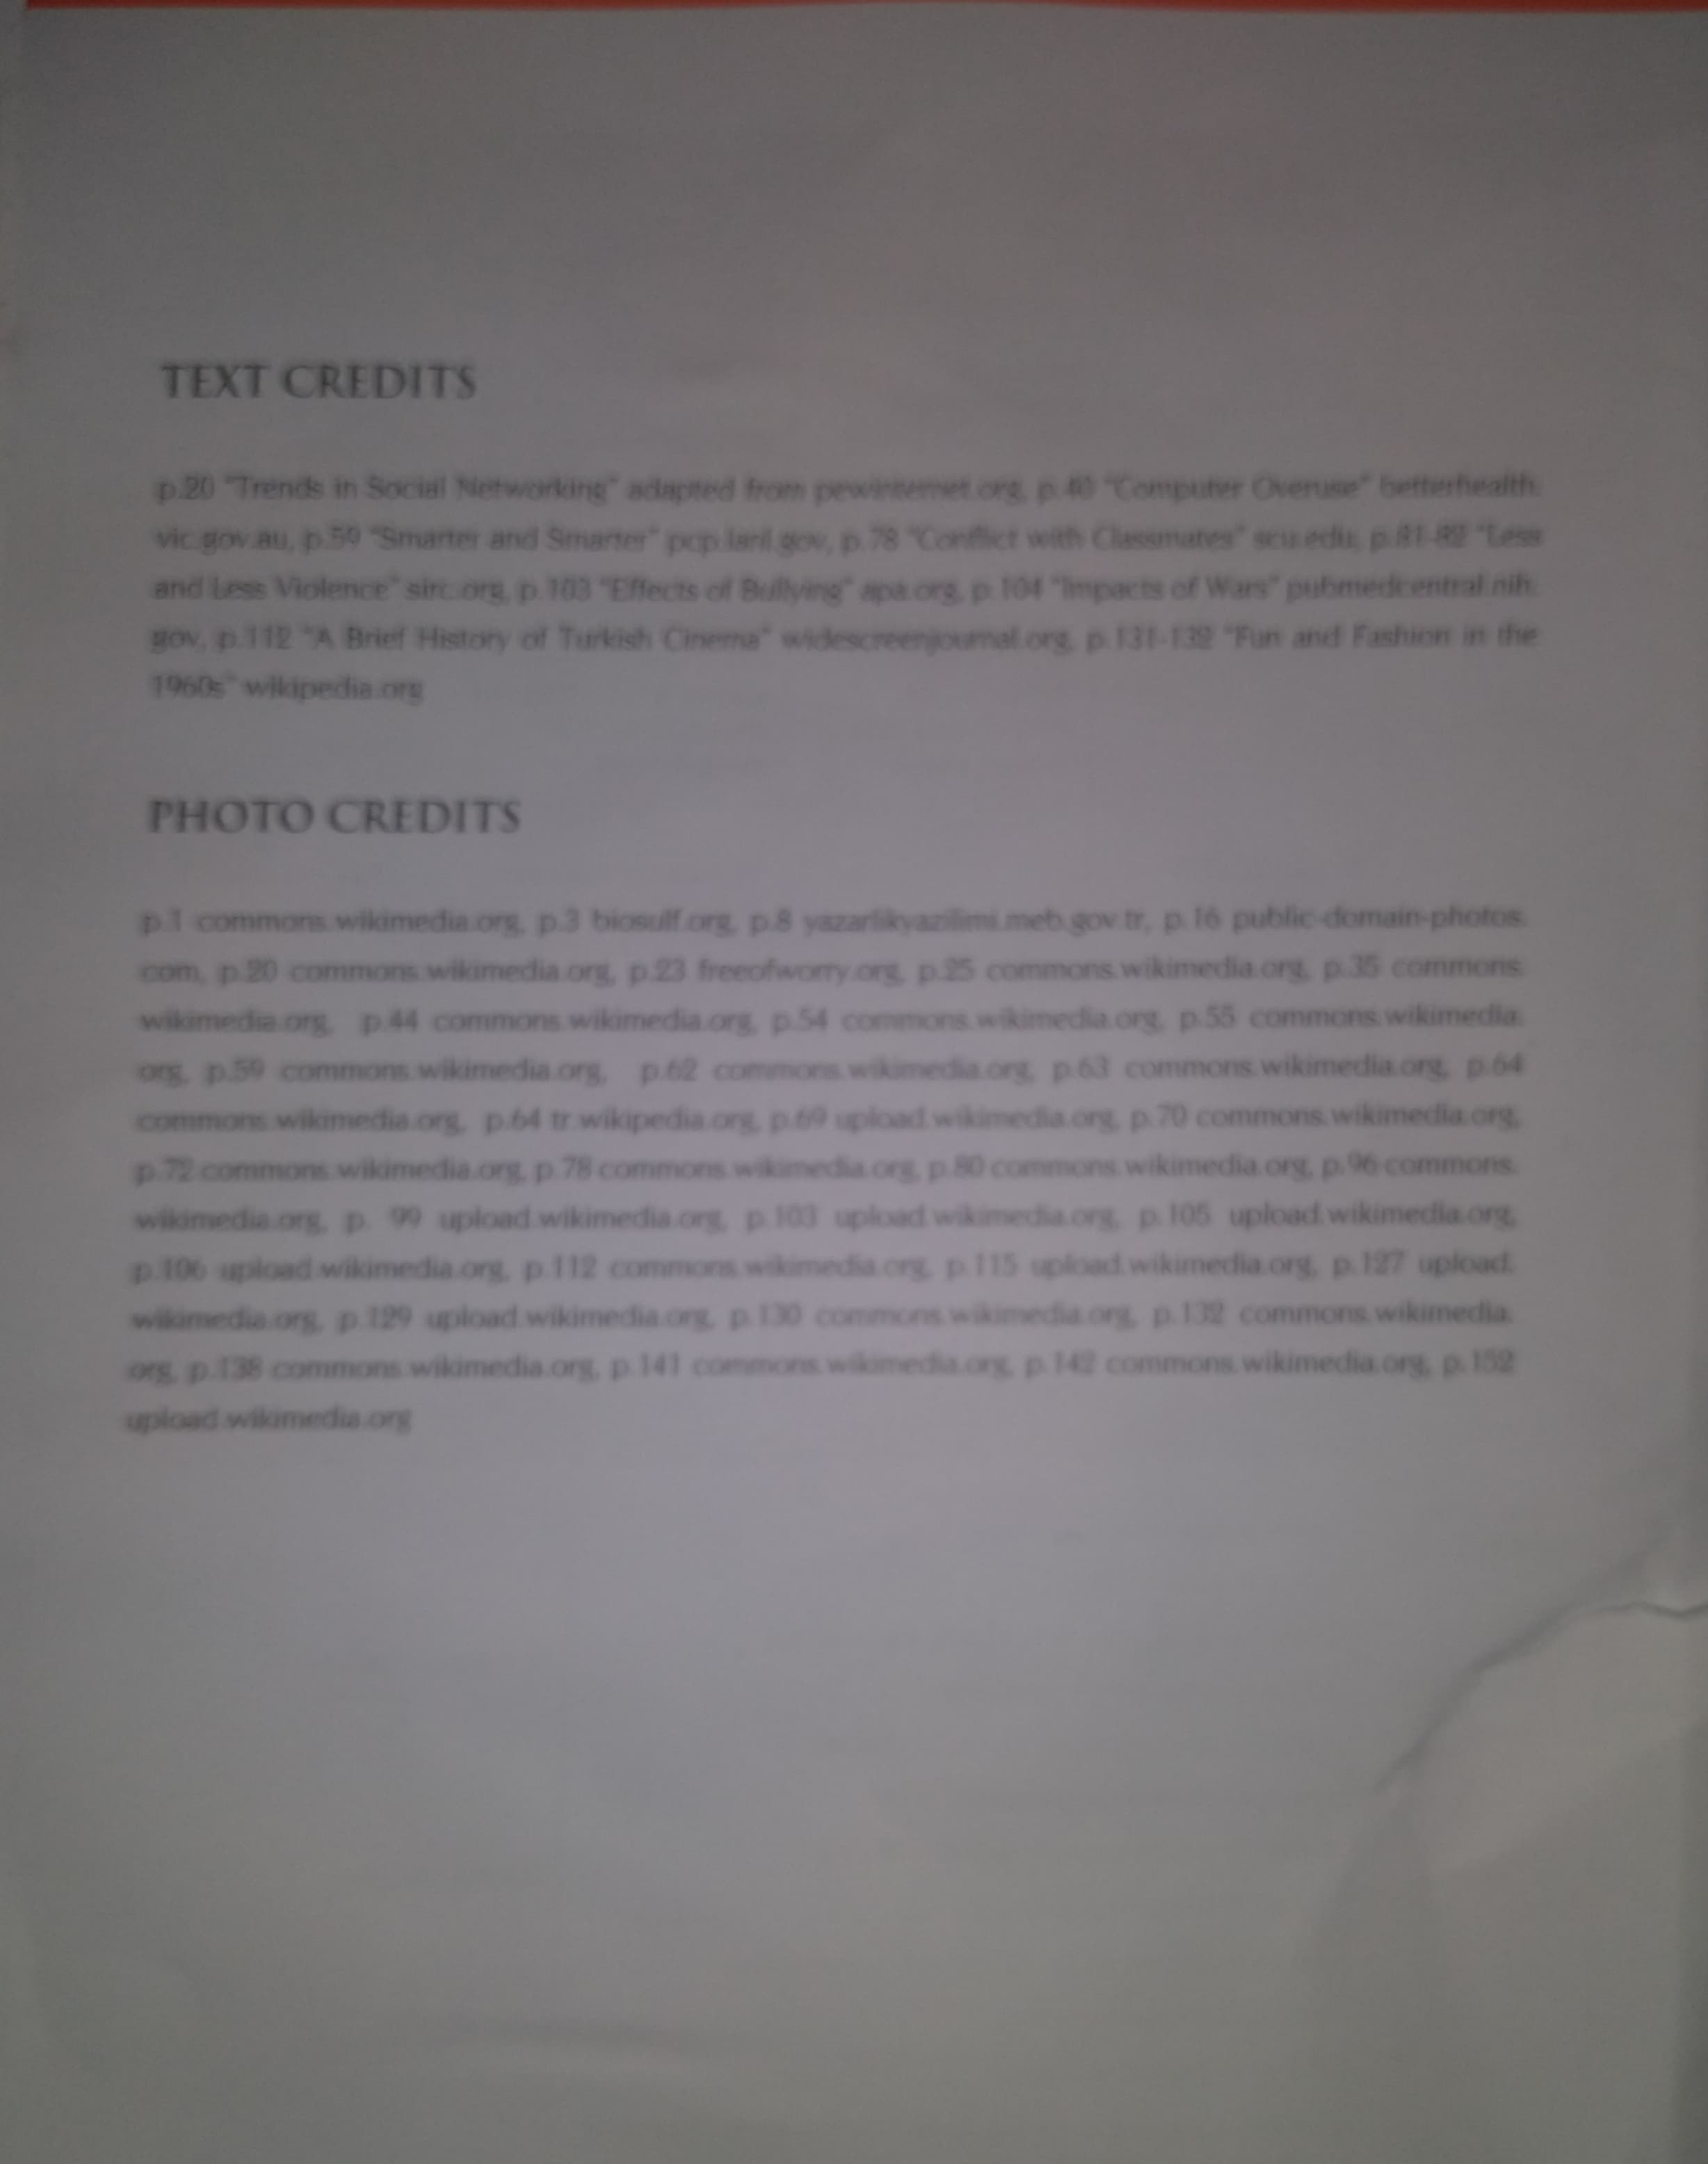 TEXT CREDITS
p.20 "Trends in Social Networking" adapted from pewinternet.org, p.40 "Computer Overuse" betterhealth.
vic.gov.au, p.59 "Smarter and Smarter" pcp.lanl.gov, p.78 "Conflict with Classmates" scu.edu, p.81-82 "Less
and Less Violence" sirc.org, p.103 "Effects of Bullying" apa.org, p.104 "Impacts of Wars" pubmedcentral.nih.
gov, p.112 "A Brief History of Turkish Cinema" widescreenjournal.org, p.131-132 "Fun and Fashion in the
1960s" wikipedia.org
PHOTO CREDITS
p.1 commons.wikimedia.org, p.3 biosulf.org, p.8 yazarlikyazilimi.meb.gov.tr, p.16 public-domain-photos.
com, p.20 commons.wikimedia.org, p.23 freeofworry.org, p.25 commons.wikimedia.org, p.35 commons.
wikimedia.org, p.44 commons.wikimedia.org, p.54 commons.wikimedia.org, p.55 commons.wikimedia.
org, p.59 commons.wikimedia.org, p.62 commons.wikimedia.org, p.63 commons.wikimedia.org, p.64
commons.wikimedia.org, p.64 tr.wikipedia.org, p.69 upload.wikimedia.org, p.70 commons.wikimedia.org,
p.72 commons.wikimedia.org, p.78 commons.wikimedia.org, p.80 commons.wikimedia.org, p.96 commons.
wikimedia.org, p. 99 upload.wikimedia.org, p.103 upload.wikimedia.org, p.105 upload.wikimedia.org,
p.106 upload.wikimedia.org, p.112 commons.wikimedia.org, p.115 upload.wikimedia.org, p.127 upload.
wikimedia.org, p.129 upload.wikimedia.org, p.130 commons.wikimedia.org, p.132 commons.wikimedia.
org, p.138 commons.wikimedia.org, p.141 commons.wikimedia.org, p.142 commons.wikimedia.org, p.152
upload.wikimedia.org